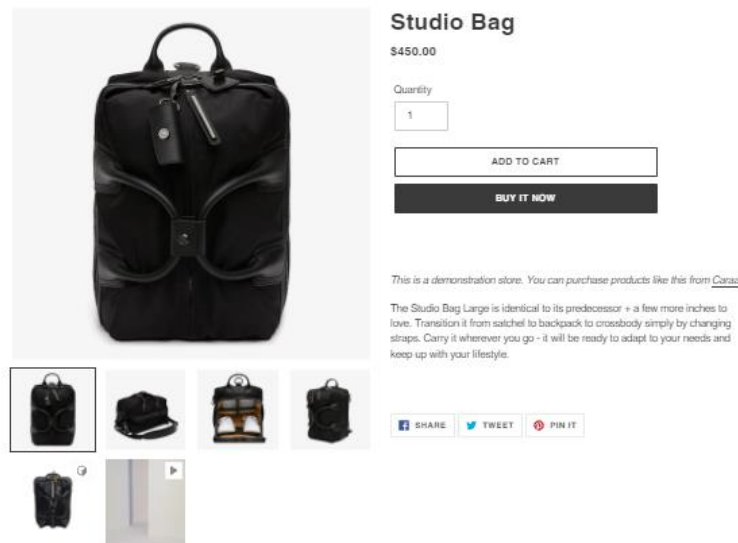 Studio Bag
$450.00
Quantity
1
ADD TO CART
BUY IT NOW
This is a demonstration store. You can purchase products like this from
The Studio Bag Large is identical to its predecessor + a few more inches to
love. Transition it from satchel to backpack to crossbody simply by changing
straps. Carry it wherever you go - it will be ready to adapt to your needs and
keep up with your lifestyle.
SHARE TWEET PIN IT